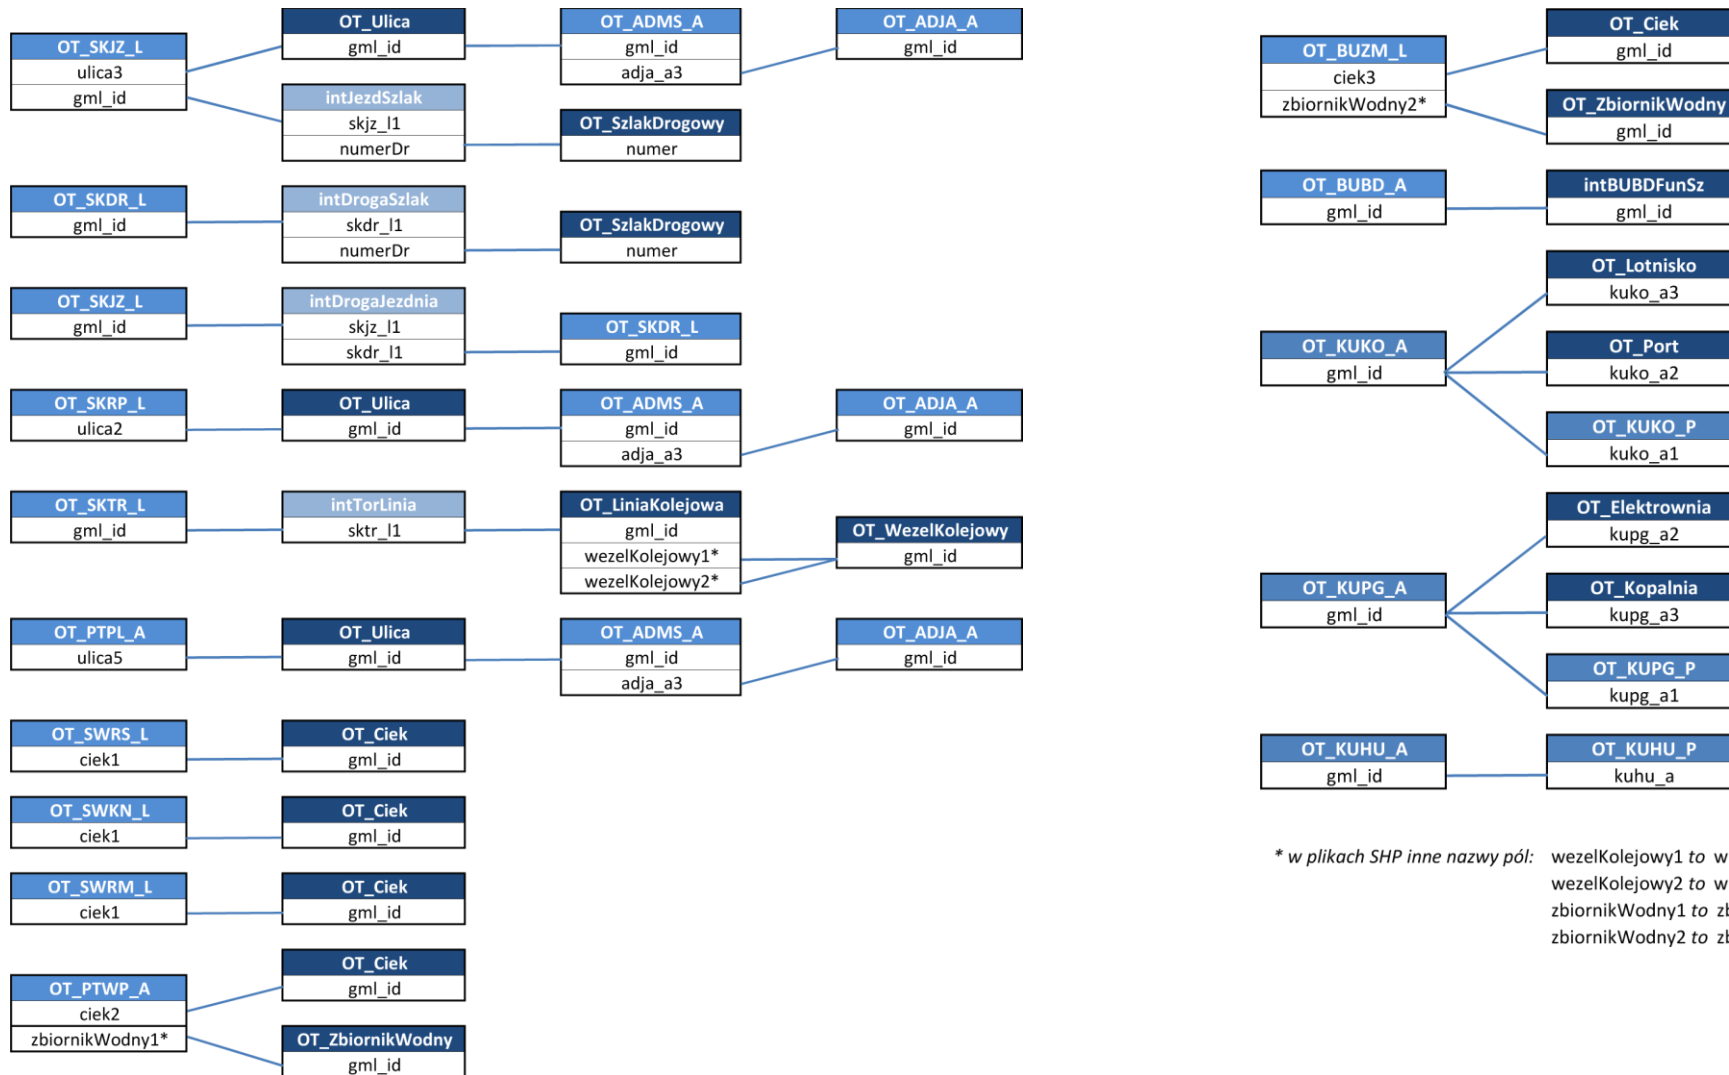 OT_SKJZ_L
ulica3
gml_id
OT_Ulica
gml_id
intJezdSzlak
skjz_l1
numerDr
OT_ADMS_A
gml_id
adja_a3
OT_SzlakDrogowy
numer
OT_ADJA_A
gml_id
OT_SKDR_L
gml_id
intDrogaSzlak
skdr_l1
numerDr
OT_SzlakDrogowy
numer
OT_SKJZ_L
gml_id
intDrogaJezdnia
skjz_l1
skdr_l1
OT_SKDR_L
gml_id
OT_SKRP_L
ulica2
OT_Ulica
gml_id
OT_ADMS_A
gml_id
adja_a3
OT_ADJA_A
gml_id
OT_SKTR_L
gml_id
intTorLinia
sktr_l1
OT_LiniaKolejowa
gml_id
wezelKolejowy1*
wezelKolejowy2*
OT_WezelKolejowy
gml_id
OT_PTPL_A
ulica5
OT_Ulica
gml_id
OT_ADMS_A
gml_id
adja_a3
OT_ADJA_A
gml_id
OT_SWRS_L
ciek1
OT_Ciek
gml_id
OT_SWKN_L
ciek1
OT_Ciek
gml_id
OT_SWRM_L
ciek1
OT_Ciek
gml_id
OT_PTWP_A
ciek2
zbiornikWodny1*
OT_Ciek
gml_id
OT_ZbiornikWodny
gml_id
OT_BUZM_L
ciek3
zbiornikWodny2*
OT_Ciek
gml_id
OT_ZbiornikWodny
gml_id
OT_BUBD_A
gml_id
intBUBDFunSz
gml_id
OT_KUKO_A
gml_id
OT_Lotnisko
kuko_a3
OT_Port
kuko_a2
OT_KUKO_P
kuko_a1
OT_KUPG_A
gml_id
OT_Elektrownia
kupg_a2
OT_Kopalnia
kupg_a3
OT_KUPG_P
kupg_a1
OT_KUHU_A
gml_id
OT_KUHU_P
kuhu_a
* w plikach SHP inne nazwy pól: wezelKolejowy1 to w
wezelKolejowy2 to w
zbiornikWodny1 to zb
zbiornikWodny2 to zb